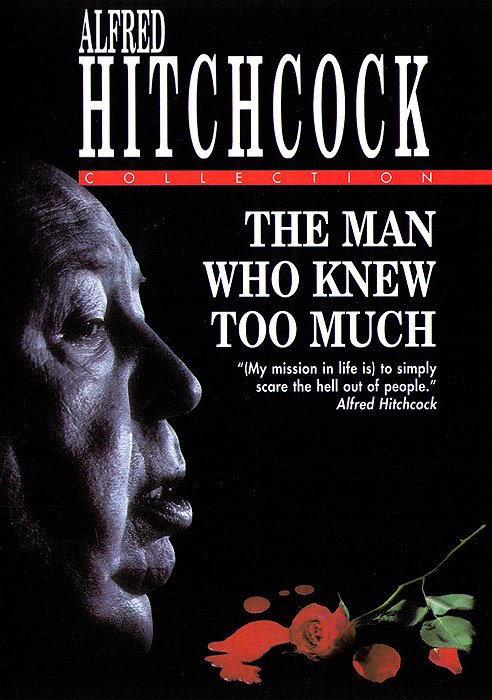 ALFRED
HITCHCOCK
COLLECTION
THE MAN
WHO KNEW
TOO MUCH
“(My mission in life is) to simply
scare the hell out of people.”
Alfred Hitchcock